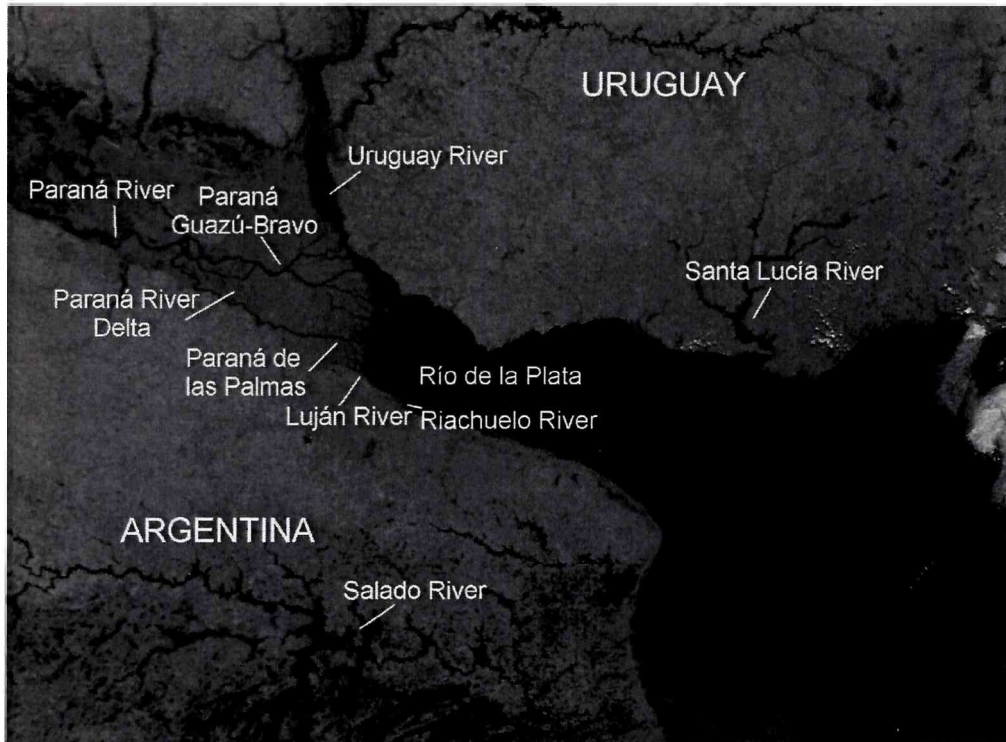 URUGUAY
Uruguay River
Paraná River
Paraná
Guazú-Bravo
Santa Lucía River
Paraná River
Delta
Paraná de
las Palmas
Río de la Plata
Luján River
Riachuelo River
ARGENTINA
Salado River